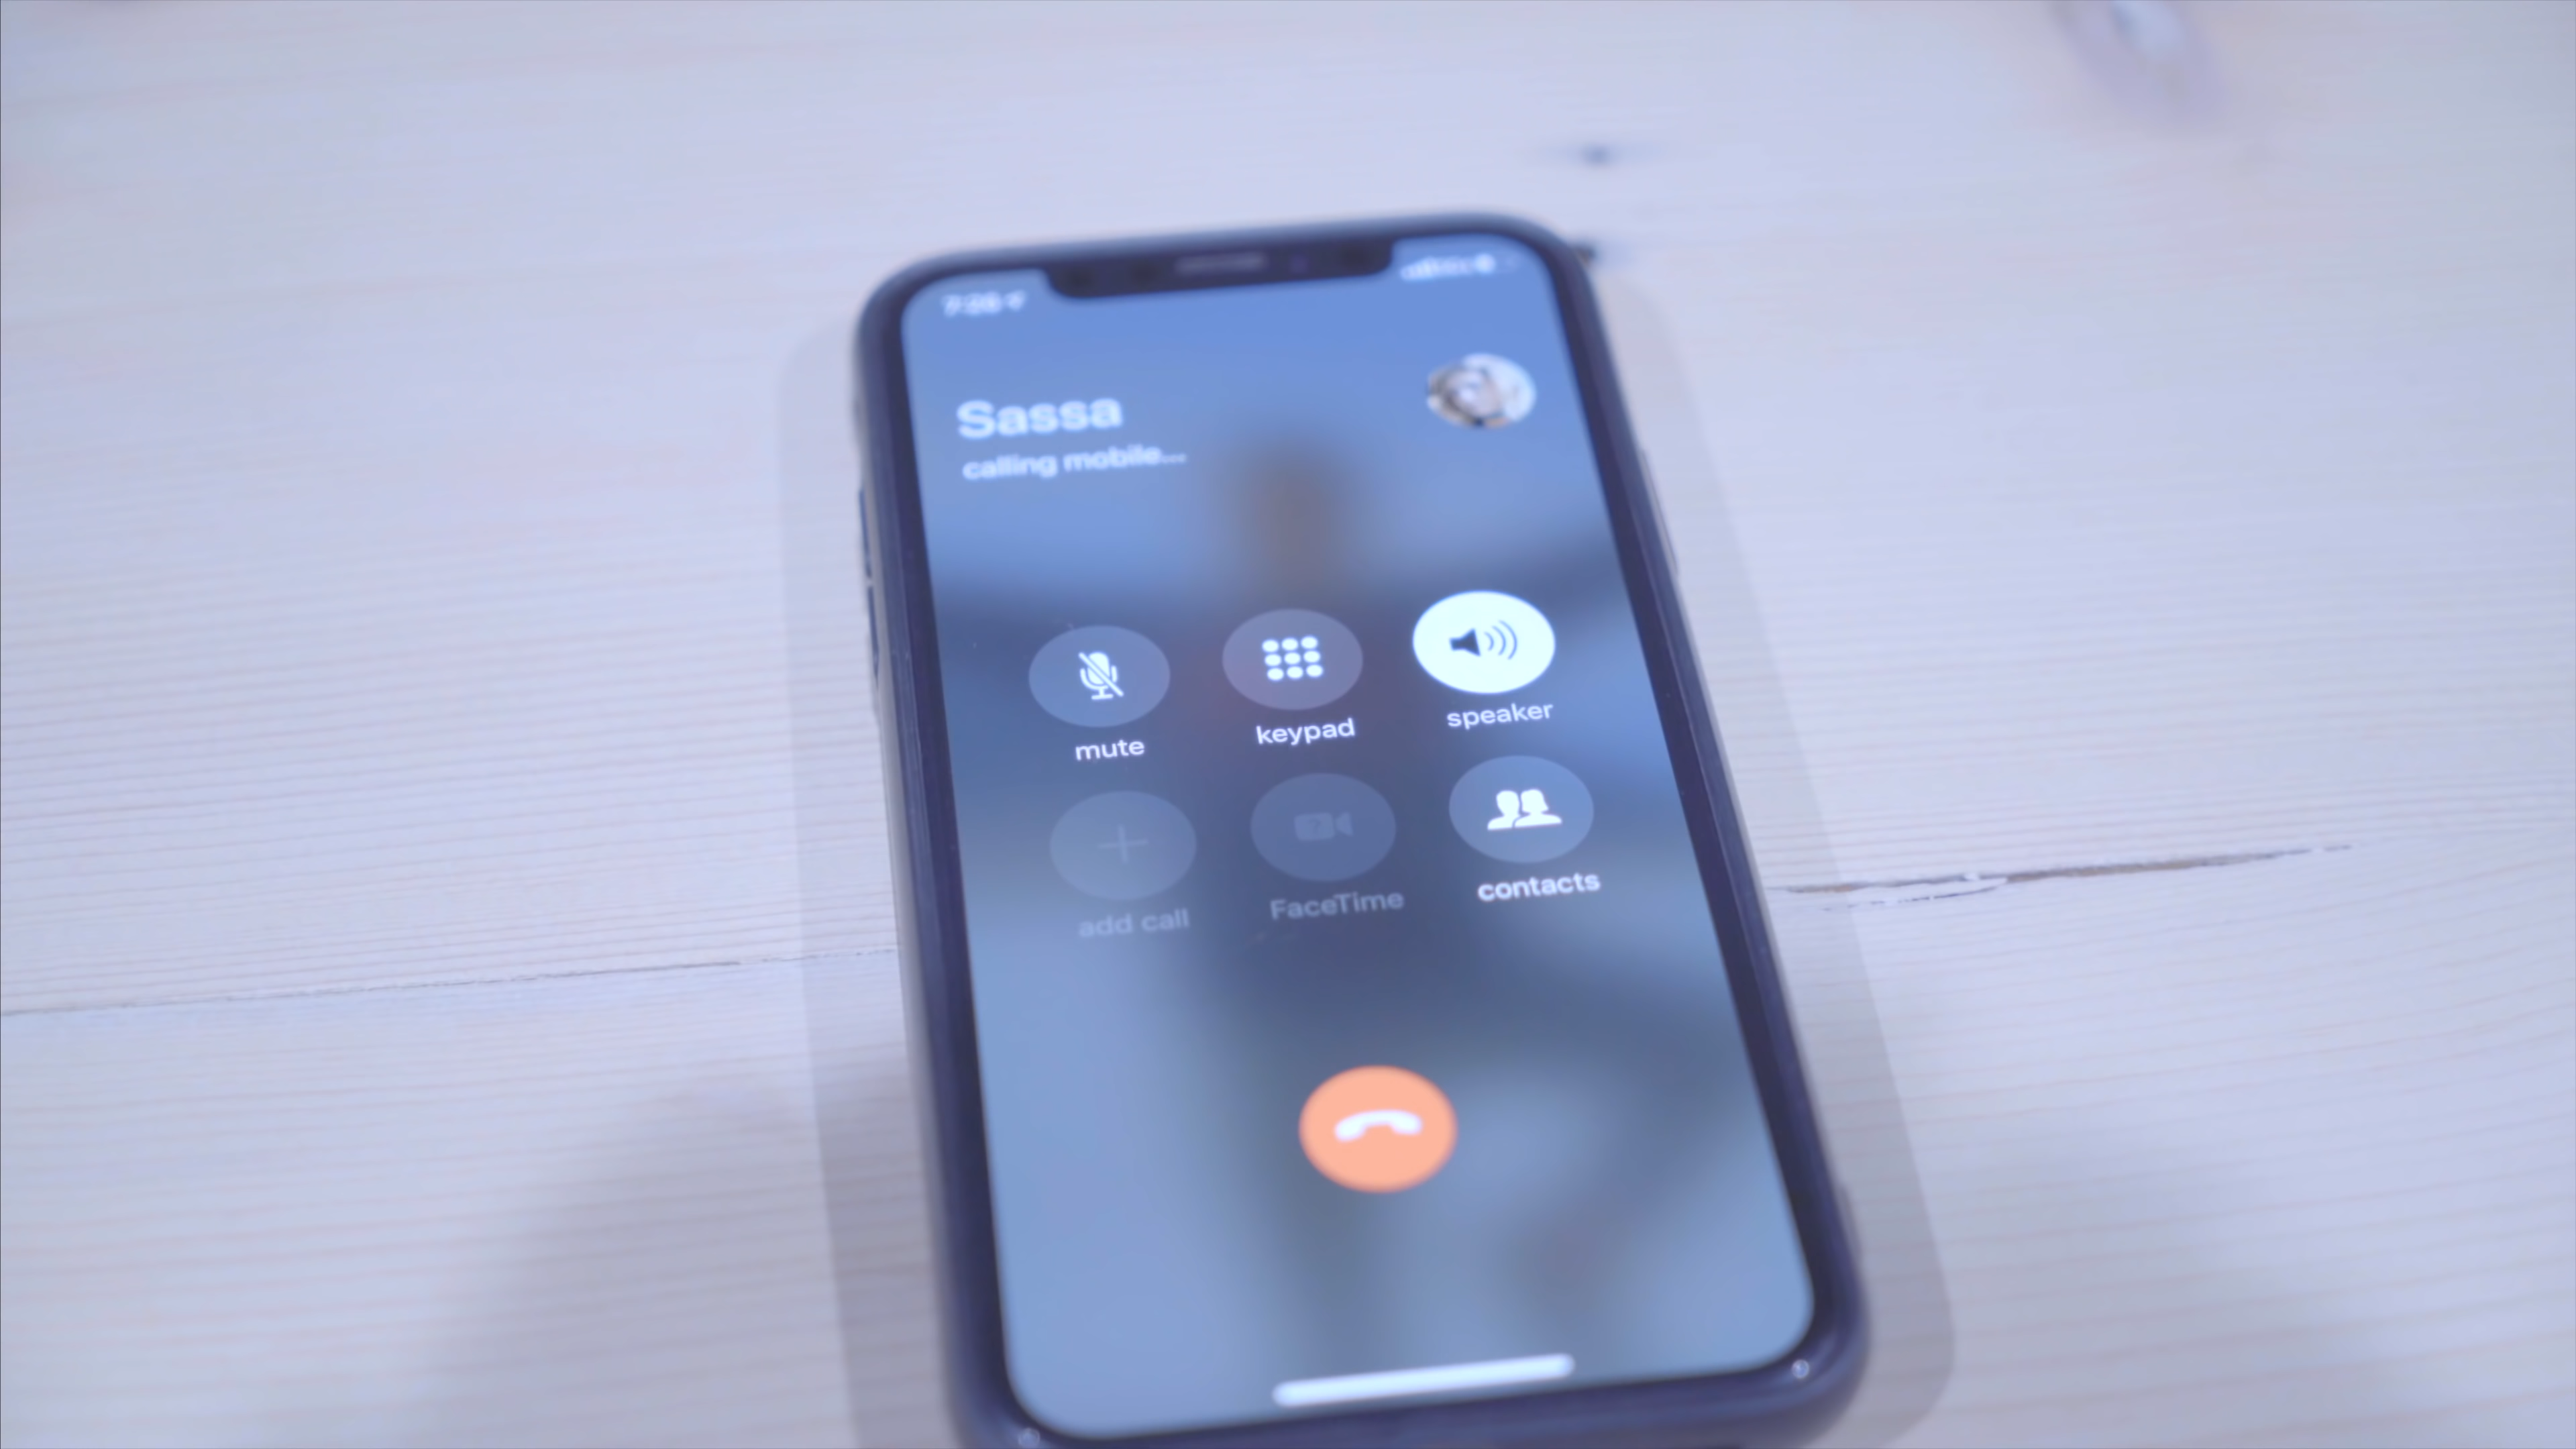 Sassa
calling mobile...
mute
keypad
speaker
add call
FaceTime
contacts